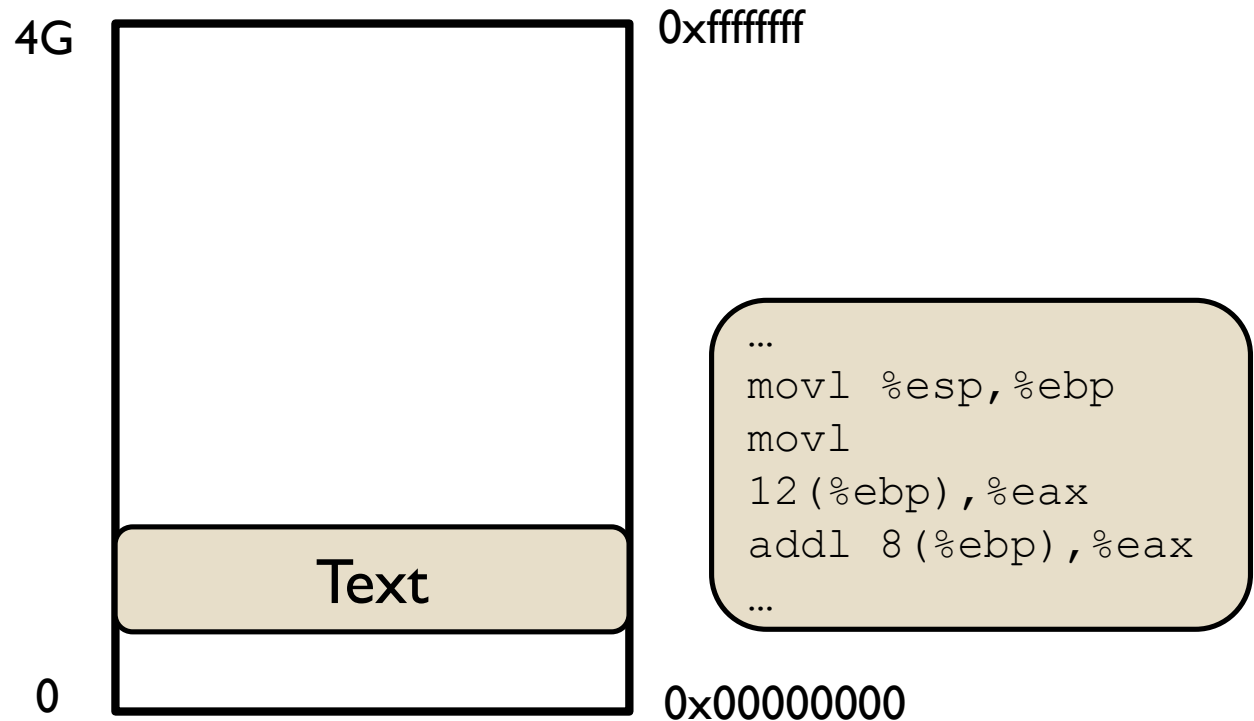 4G
0xffffffff
…
movl %esp,%ebp
movl
12(%ebp),%eax
addl 8(%ebp),%eax
…
Text
0
0x00000000